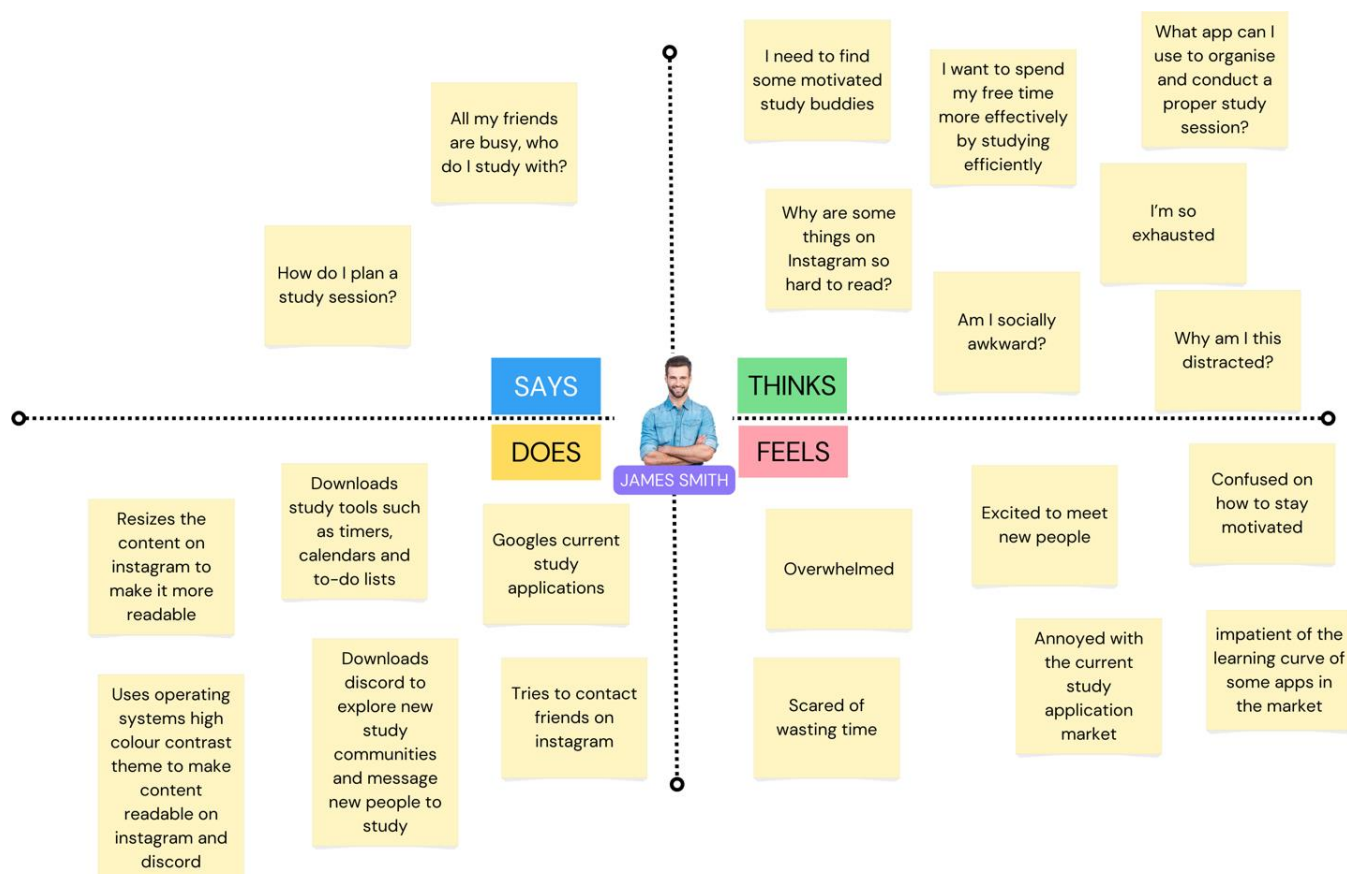 All my friends
are busy, who
do I study with?
How do I plan a
study session?
SAYS
I need to find
some motivated
study buddies
I want to spend
my free time
more effectively
by studying
efficiently
What app can I
use to organise
and conduct a
proper study
session?
Why are some
things on
Instagram so
hard to read?
I'm so
exhausted
Am I socially
awkward?
Why am I this
distracted?
THINKS
JAMES SMITH
DOES
Resizes the
content on
instagram to
make it more
readable
Downloads
study tools such
as timers,
calendars and
to-do lists
Googles current
study
applications
Uses operating
systems high
colour contrast
theme to make
content
readable on
instagram and
discord
Downloads
discord to
explore new
study
communities
and message
new people to
study
Tries to contact
friends on
instagram
FEELS
Overwhelmed
Excited to meet
new people
Confused on
how to stay
motivated
Scared of
wasting time
Annoyed with
the current
study
application
market
impatient of the
learning curve of
some apps in
the market